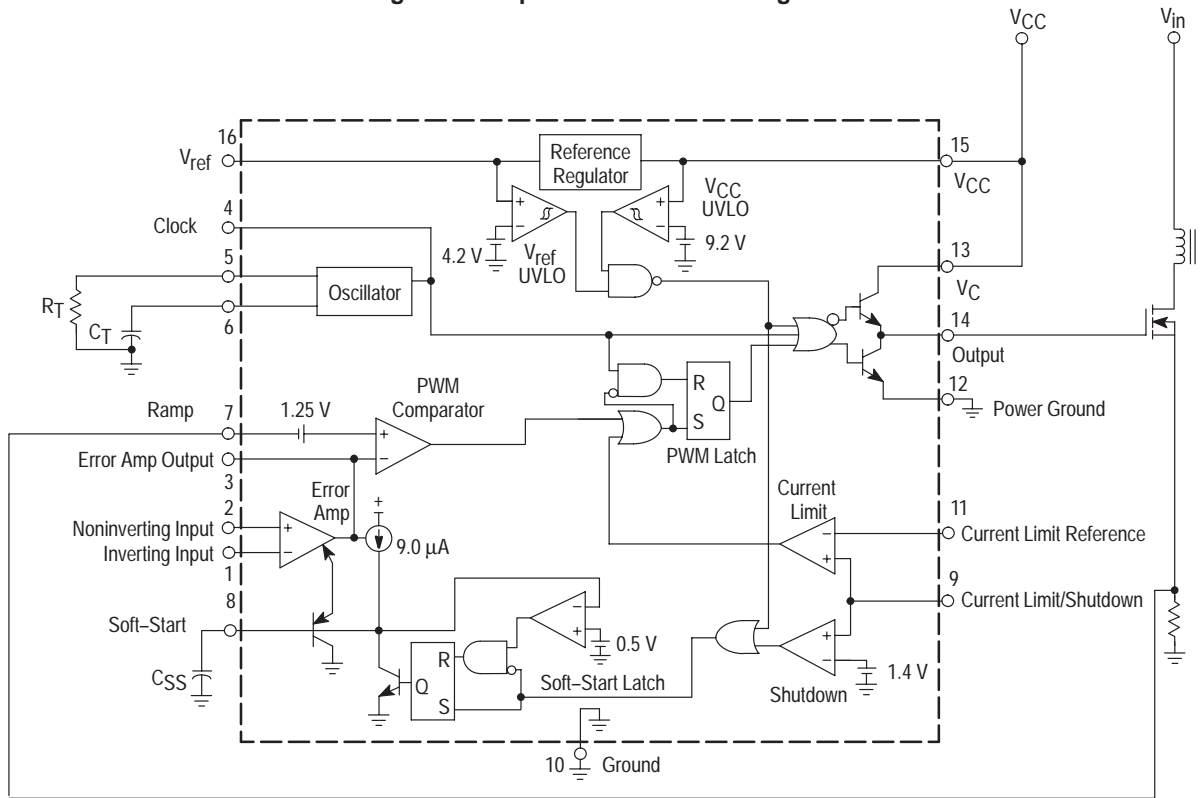 VCC
Vin
16
Vref
Reference
Regulator
15
VCC
VCC
UVLO
4
Clock
+
–
4.2 V
Vref
UVLO
+
–
9.2 V
13
VC
5
RT
Oscillator
CT
6
14
Output
12
Power Ground
R
Q
S
PWM Latch
PWM
Comparator
Ramp
7
1.25 V
+
–
Error Amp Output
3
2
Error
Amp
+
Noninverting Input
+
Inverting Input
–
1
9.0 µA
Current
Limit
11
–
Current Limit Reference
+
9
Current Limit/Shutdown
8
Soft–Start
CSS
–
+
0.5 V
R
Q
S
Soft–Start Latch
+
–
1.4 V
Shutdown
10
Ground